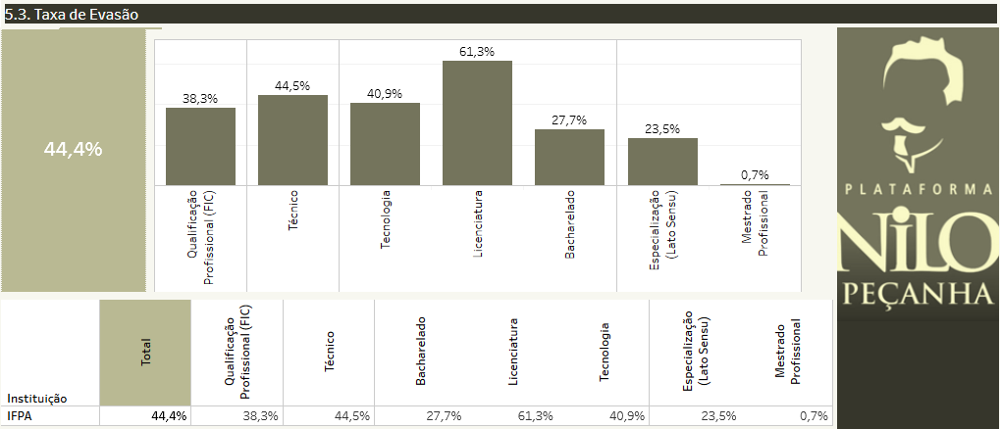 5.3. Taxa de Evasão
44,4%
38,3%
44,5%
40,9%
61,3%
27,7%
23,5%
0,7%
Qualificação
Profissional (FIC)
Técnico
Tecnologia
Licenciatura
Bacharelado
Especialização
(Lato Sensu)
Mestrado
Profissional
PLATAFORMA
NILO
PEÇANHA
Instituição
Total
Qualificação
Profissional (FIC)
Técnico
Bacharelado
Licenciatura
Tecnologia
Especialização
(Lato Sensu)
Mestrado
Profissional
IFPA 44,4% 38,3% 44,5% 27,7% 61,3% 40,9% 23,5% 0,7%